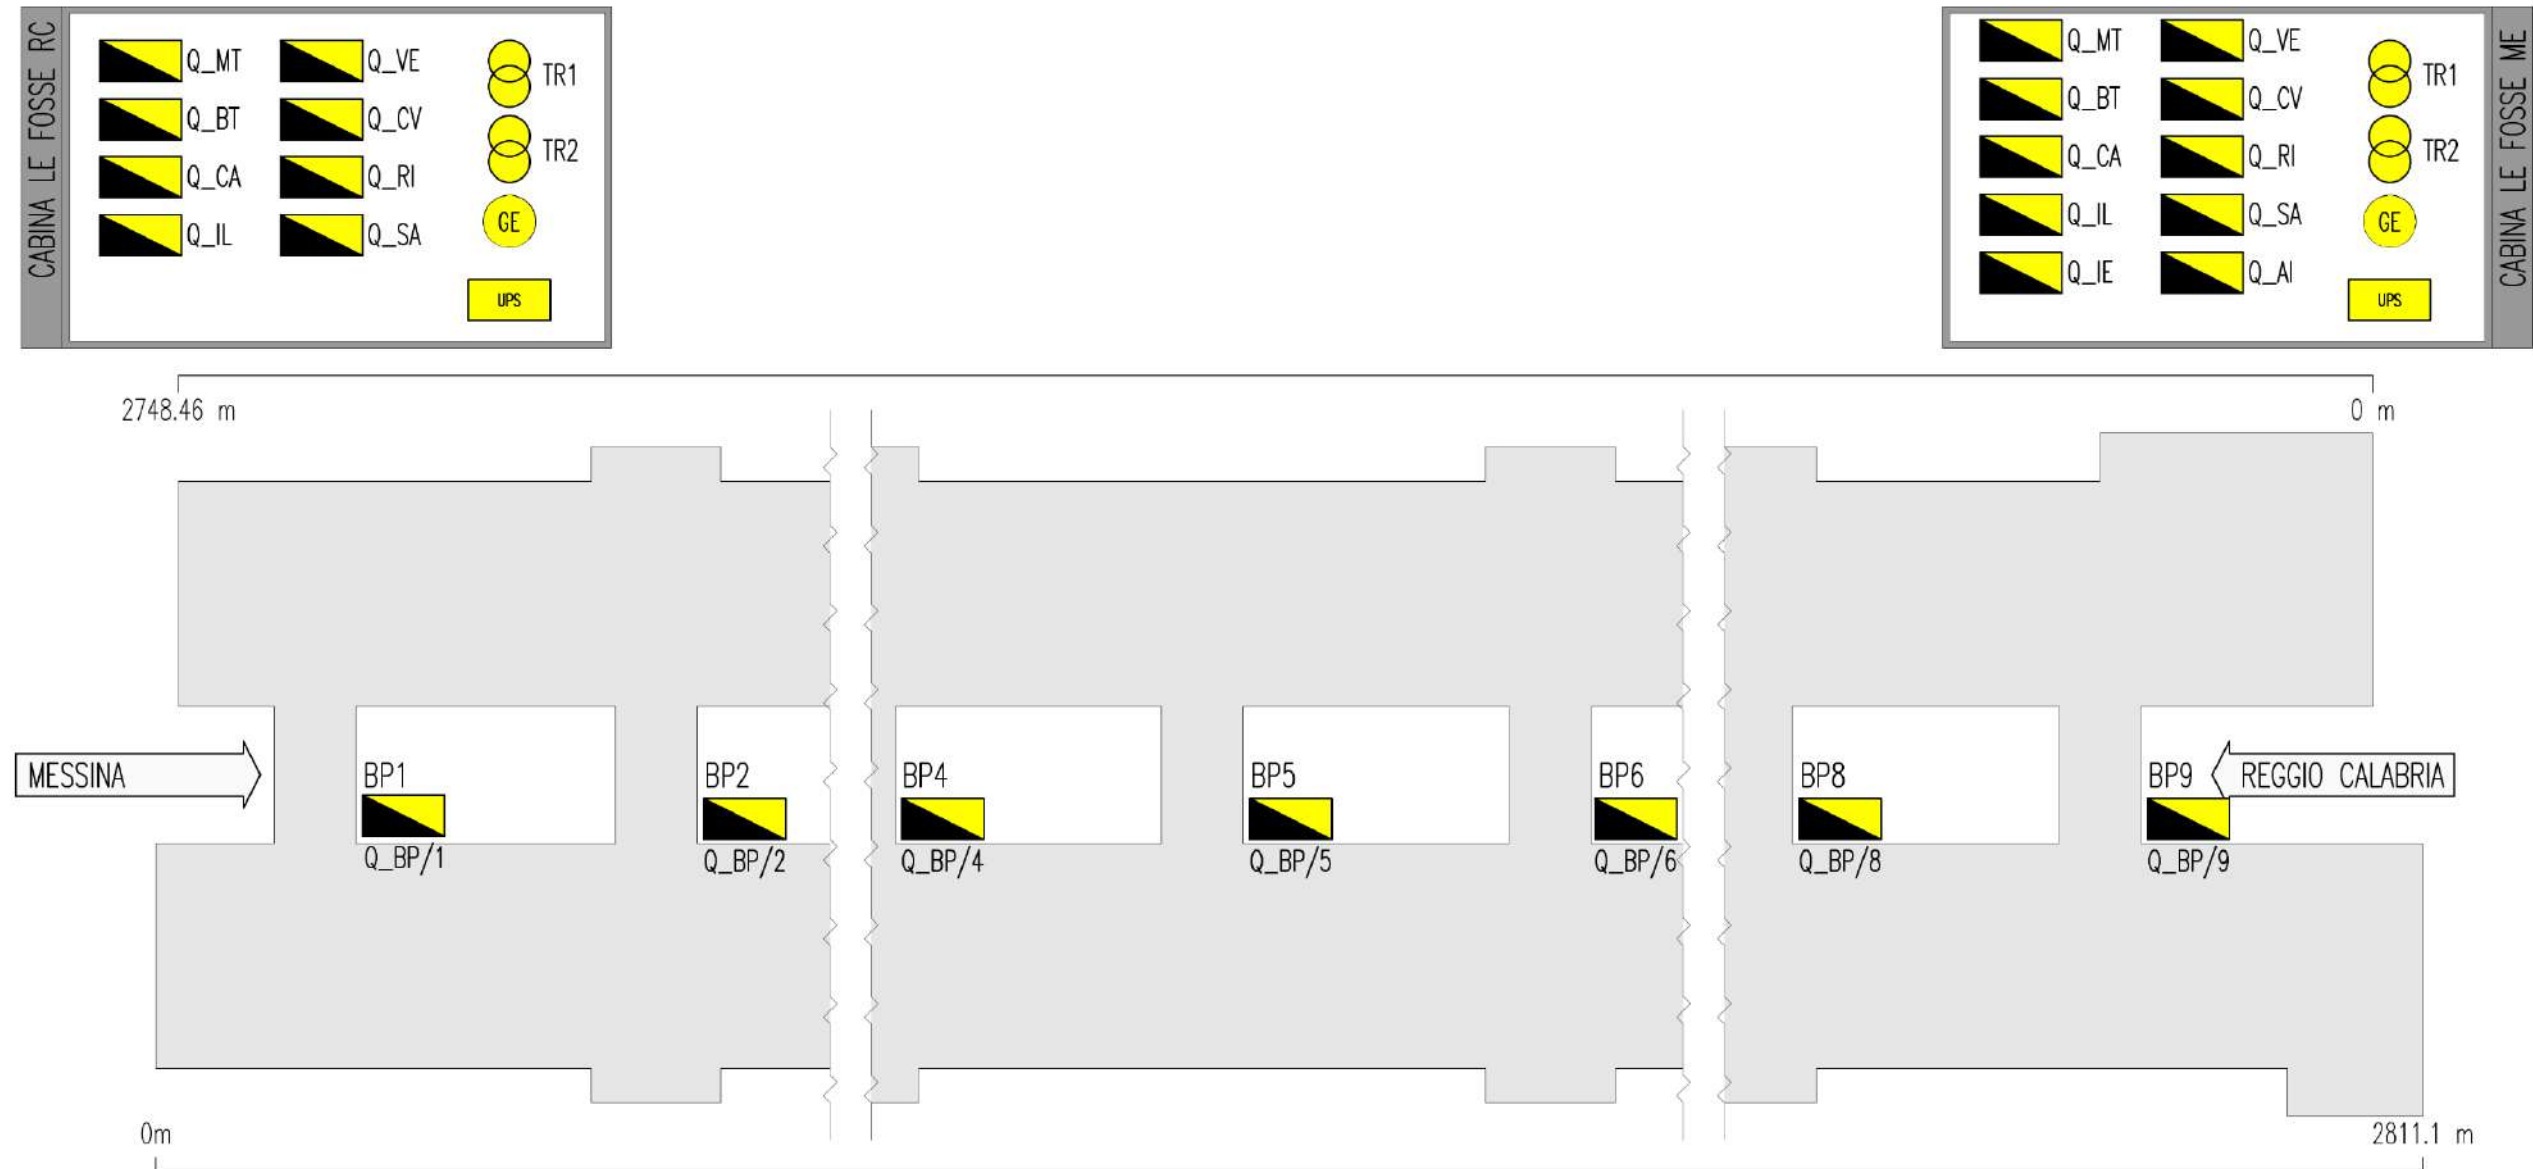 CABINA LE FOSSE RC
Q_MT
Q_VE
TR1
Q_BT
Q_CV
TR2
Q_CA
Q_RI
GE
Q_IL
Q_SA
UPS
CABINA LE FOSSE ME
Q_MT
Q_VE
TR1
Q_BT
Q_CV
TR2
Q_CA
Q_RI
Q_IL
Q_SA
GE
Q_IE
Q_AI
UPS
2748.46 m
0 m
MESSINA
BP1
BP2
BP4
BP5
BP6
BP8
BP9
REGGIO CALABRIA
Q_BP/1
Q_BP/2
Q_BP/4
Q_BP/5
Q_BP/6
Q_BP/8
Q_BP/9
0m
2811.1 m